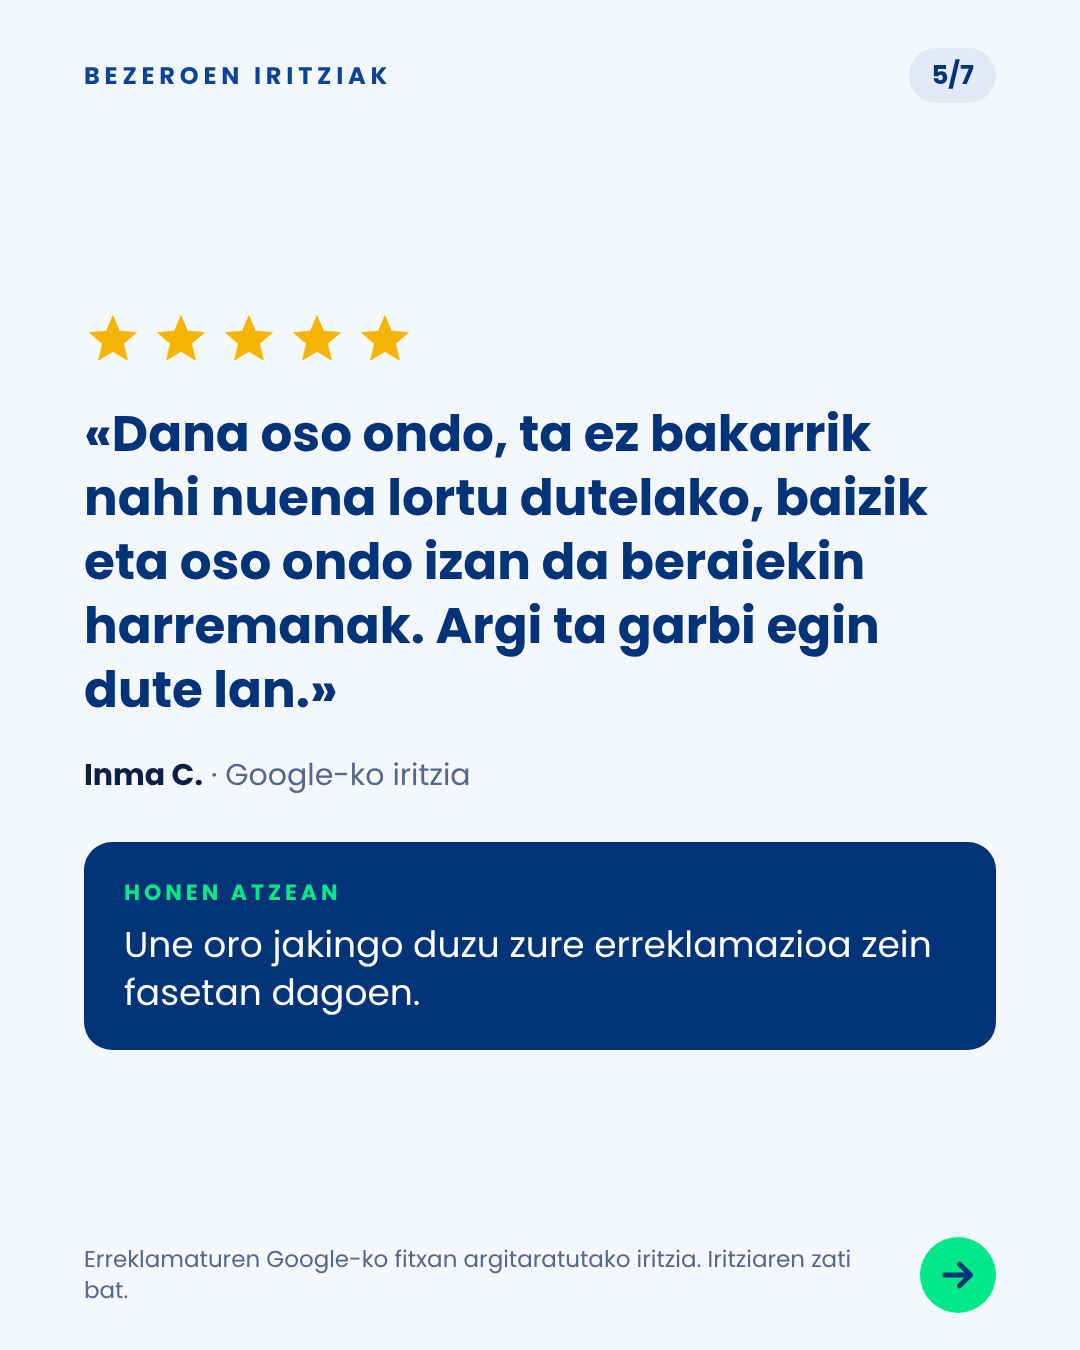 BEZEROEN IRITZIAK
5/7
«Dana oso ondo, ta ez bakarrik
nahi nuena lortu dutelako, baizik
eta oso ondo izan da beraiekin
harremanak. Argi ta garbi egin
dute lan.»
Inma C. · Google-ko iritzia
HONEN ATZEAN
Une oro jakingo duzu zure erreklamazioa zein
fasetan dagoen.
Erreklamaturen Google-ko fitxan argitaratutako iritzia. Iritziaren zati
bat.